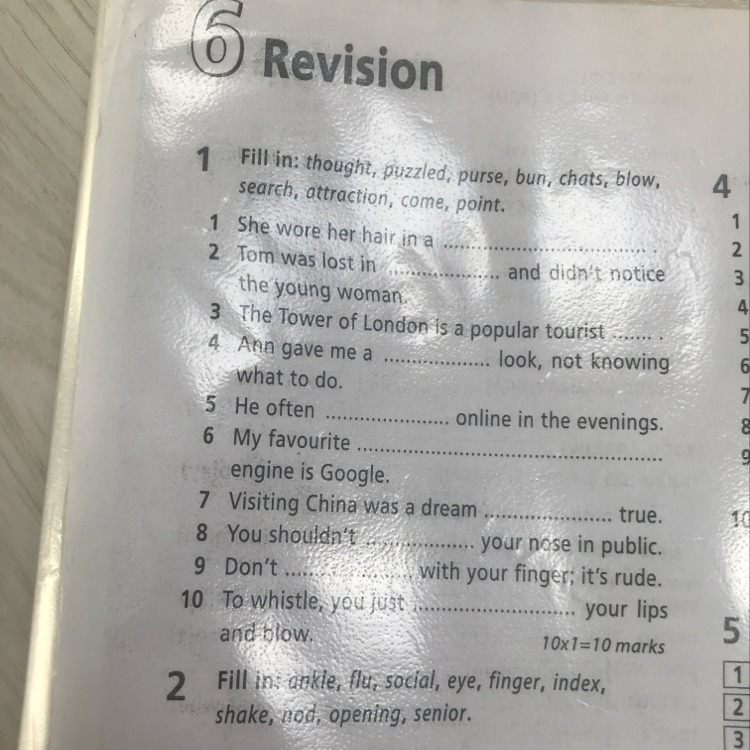 6 Revision
1 Fill in: thought, puzzled, purse, bun, chats, blow,
search, attraction, come, point.
1 She wore her hair in a ................................ .
2 Tom was lost in .................. and didn't notice
the young woman.
3 The Tower of London is a popular tourist ....... .
4 Ann gave me a ................. look, not knowing
what to do.
5 He often .................... online in the evenings.
6 My favourite ..................................................
engine is Google.
7 Visiting China was a dream ..................... true.
8 You shouldn't .................. your nose in public.
9 Don't ..................... with your finger; it's rude.
10 To whistle, you just .......................... your lips
and blow.
10x1=10 marks
2 Fill in: ankle, flu, social, eye, finger, index,
shake, nod, opening, senior.
4
1
2
3
4
5
6
7
8
9
10
5
1
2
3